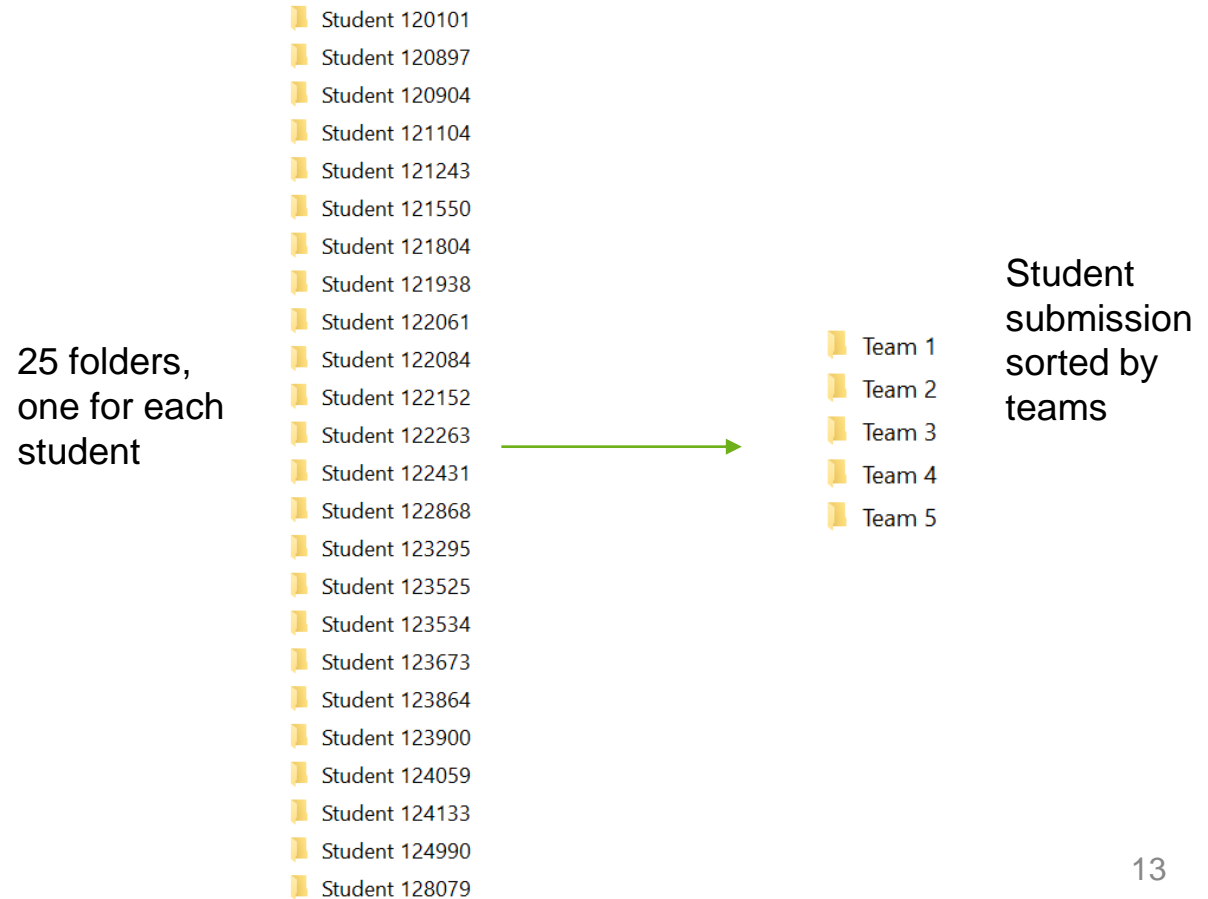 25 folders,
one for each
student
Student 120101
Student 120897
Student 120904
Student 121104
Student 121243
Student 121550
Student 121804
Student 121938
Student 122061
Student 122084
Student 122152
Student 122263
Student 122431
Student 122868
Student 123295
Student 123525
Student 123534
Student 123673
Student 123864
Student 123900
Student 124059
Student 124133
Student 124990
Student 128079
Team 1
Team 2
Team 3
Team 4
Team 5
Student
submission
sorted by
teams
13